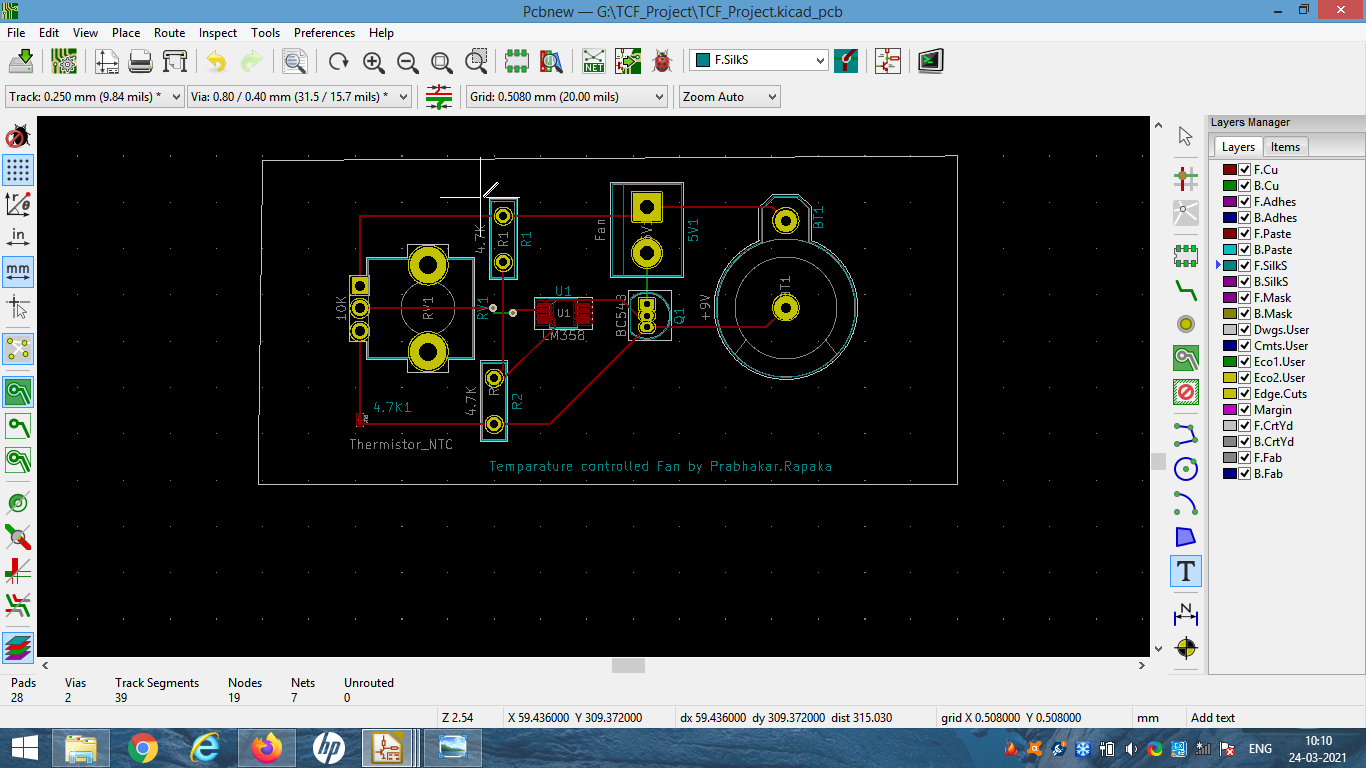 Pcbnew — G:\TCF_Project\TCF_Project.kicad_pcb
File Edit View Place Route Inspect Tools Preferences Help
NET
F.SilkS
Track: 0.250 mm (9.84 mils) *
Via: 0.80 / 0.40 mm (31.5 / 15.7 mils) *
Grid: 0.5080 mm (20.00 mils)
Zoom Auto
in
mm
4.7K
R1
R1
Fan
5V1
BT1
10K
RV1
RV1
U1
U1
LM358
BC548
Q1
+9V
BT1
4.7K
R2
4.7K1
Thermistor_NTC
Temparature controlled Fan by Prabhakar.Rapaka
T
N
Layers Manager
Layers Items
F.Cu
B.Cu
F.Adhes
B.Adhes
F.Paste
B.Paste
F.SilkS
B.SilkS
F.Mask
B.Mask
Dwgs.User
Cmts.User
Eco1.User
Eco2.User
Edge.Cuts
Margin
F.CrtYd
B.CrtYd
F.Fab
B.Fab
Pads Vias Track Segments Nodes Nets Unrouted
28 2 39 19 7 0
Z 2.54 X 59.436000 Y 309.372000 dx 59.436000 dy 309.372000 dist 315.030 grid X 0.508000 Y 0.508000 mm Add text
hp
ENG
10:10
24-03-2021